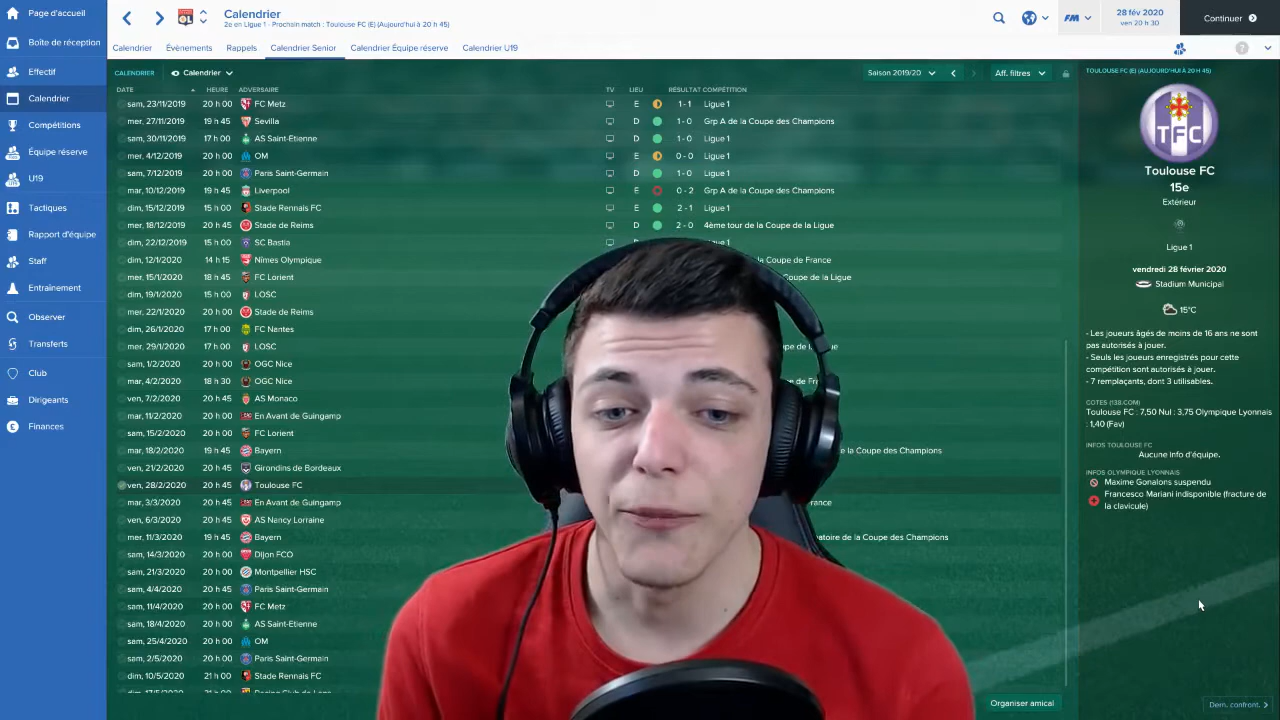 Page d'accueil
Boîte de réception
Effectif
Calendrier
Compétitions
Équipe réserve
U19
Tactiques
Rapport d'équipe
Staff
Entraînement
Observer
Transferts
Club
Dirigeants
Finances
Calendrier
2e en Ligue 1 - Prochain match : Toulouse FC (E) (Aujourd'hui à 20 h 45)
FM
28 fév 2020
ven 20 h 30
Continuer
Calendrier Évènements Rappels Calendrier Senior Calendrier Équipe réserve Calendrier U19
CALENDRIER Calendrier Saison 2019/20 Aff. filtres
DATE HEURE ADVERSAIRE TV LIEU RÉSULTAT COMPÉTITION
sam, 23/11/2019 20 h 00 FC Metz E 1-1 Ligue 1
mer, 27/11/2019 19 h 45 Sevilla D 1-0 Grp A de la Coupe des Champions
sam, 30/11/2019 17 h 00 AS Saint-Etienne D 1-0 Ligue 1
mer, 4/12/2019 20 h 00 OM E 0-0 Ligue 1
sam, 7/12/2019 20 h 00 Paris Saint-Germain D 1-0 Ligue 1
mar, 10/12/2019 19 h 45 Liverpool E 0-2 Grp A de la Coupe des Champions
dim, 15/12/2019 15 h 00 Stade Rennais FC E 2-1 Ligue 1
mer, 18/12/2019 20 h 45 Stade de Reims D 2-0 4ème tour de la Coupe de la Ligue
dim, 22/12/2019 15 h 00 SC Bastia
dim, 12/1/2020 14 h 15 Nîmes Olympique la Coupe de France
mer, 15/1/2020 18 h 45 FC Lorient Coupe de la Ligue
dim, 19/1/2020 15 h 00 LOSC
mer, 22/1/2020 20 h 00 Stade de Reims
dim, 26/1/2020 17 h 00 FC Nantes
mer, 29/1/2020 17 h 00 LOSC de la Ligue
sam, 1/2/2020 20 h 00 OGC Nice
mar, 4/2/2020 18 h 30 OGC Nice
ven, 7/2/2020 20 h 45 AS Monaco
mar, 11/2/2020 20 h 00 En Avant de Guingamp
sam, 15/2/2020 20 h 00 FC Lorient
mar, 18/2/2020 19 h 45 Bayern la Coupe des Champions
ven, 21/2/2020 20 h 45 Girondins de Bordeaux
ven, 28/2/2020 20 h 45 Toulouse FC
mar, 3/3/2020 20 h 45 En Avant de Guingamp rance
ven, 6/3/2020 20 h 45 AS Nancy Lorraine
mer, 11/3/2020 19 h 45 Bayern atoire de la Coupe des Champions
sam, 14/3/2020 20 h 00 Dijon FCO
sam, 21/3/2020 20 h 00 Montpellier HSC
sam, 4/4/2020 20 h 45 Paris Saint-Germain
sam, 11/4/2020 20 h 00 FC Metz
sam, 18/4/2020 20 h 00 AS Saint-Etienne
sam, 25/4/2020 20 h 00 OM
sam, 2/5/2020 20 h 00 Paris Saint-Germain
dim, 10/5/2020 21 h 00 Stade Rennais FC
Organiser amical
TOULOUSE FC (E) (AUJOURD'HUI À 20 H 45)
TFC
Toulouse FC
15e
Extérieur
Ligue 1
vendredi 28 février 2020
Stadium Municipal
15°C
- Les joueurs âgés de moins de 16 ans ne sont
pas autorisés à jouer.
- Seuls les joueurs enregistrés pour cette
compétition sont autorisés à jouer.
- 7 remplaçants, dont 3 utilisables.
COTES (138.COM)
Toulouse FC : 7,50 Nul : 3,75 Olympique Lyonnais
: 1,40 (Fav)
INFOS TOULOUSE FC
Aucune info d'équipe.
INFOS OLYMPIQUE LYONNAIS
Maxime Gonalons suspendu
Francesco Mariani indisponible (fracture de
la clavicule)
Dern. confront.